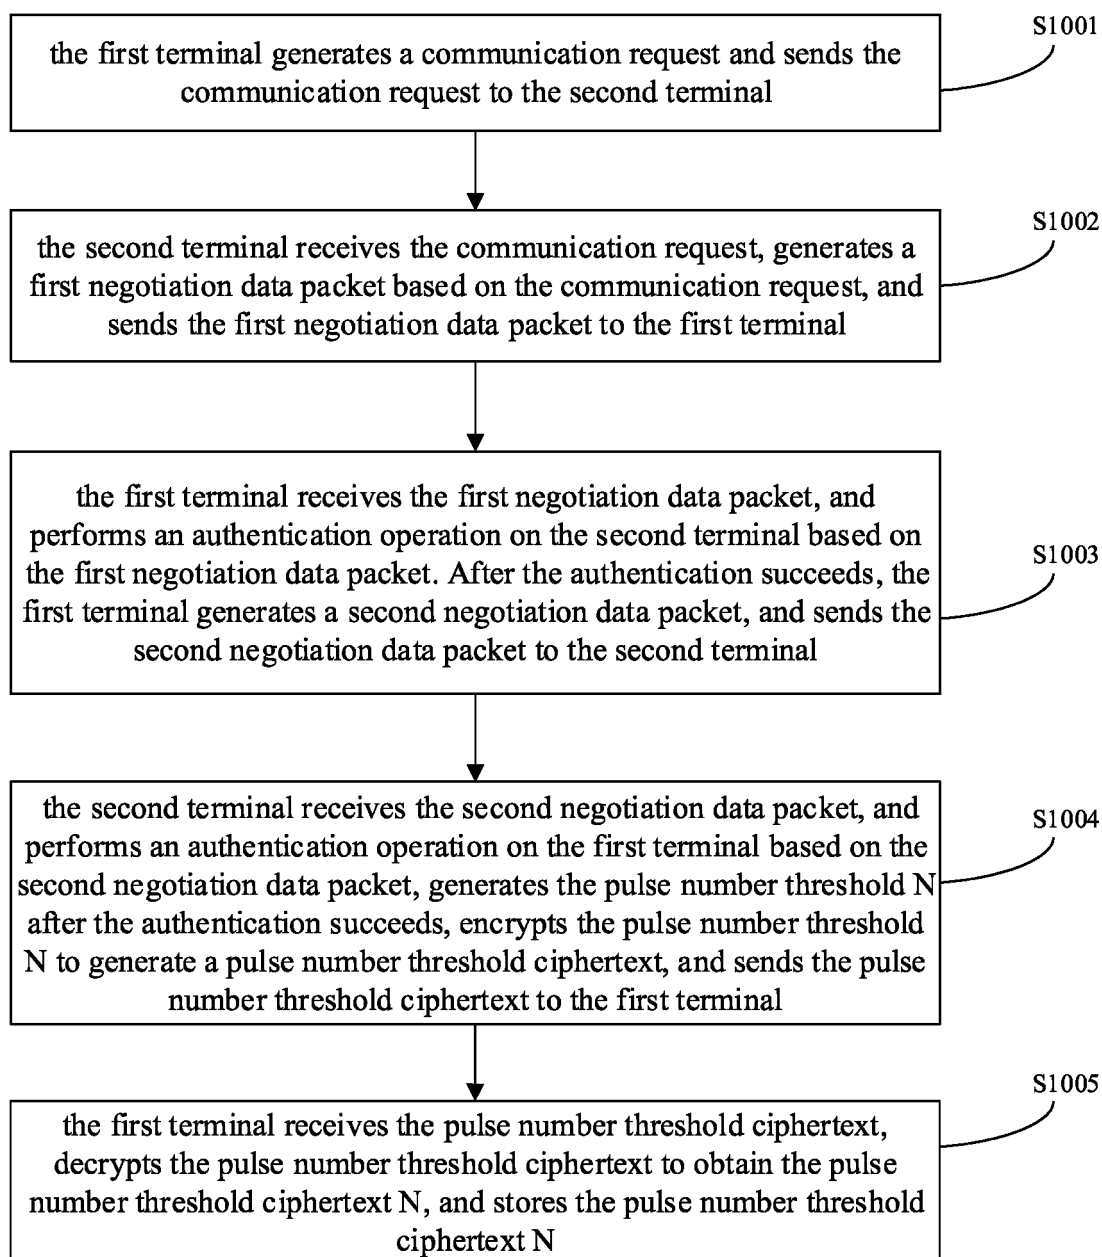 S1001
the first terminal generates a communication request and sends the
communication request to the second terminal
S1002
the second terminal receives the communication request, generates a
first negotiation data packet based on the communication request, and
sends the first negotiation data packet to the first terminal
S1003
the first terminal receives the first negotiation data packet, and
performs an authentication operation on the second terminal based on
the first negotiation data packet. After the authentication succeeds, the
first terminal generates a second negotiation data packet, and sends the
second negotiation data packet to the second terminal
S1004
the second terminal receives the second negotiation data packet, and
performs an authentication operation on the first terminal based on the
second negotiation data packet, generates the pulse number threshold N
after the authentication succeeds, encrypts the pulse number threshold
N to generate a pulse number threshold ciphertext, and sends the pulse
number threshold ciphertext to the first terminal
S1005
the first terminal receives the pulse number threshold ciphertext,
decrypts the pulse number threshold ciphertext to obtain the pulse
number threshold ciphertext N, and stores the pulse number threshold
ciphertext N